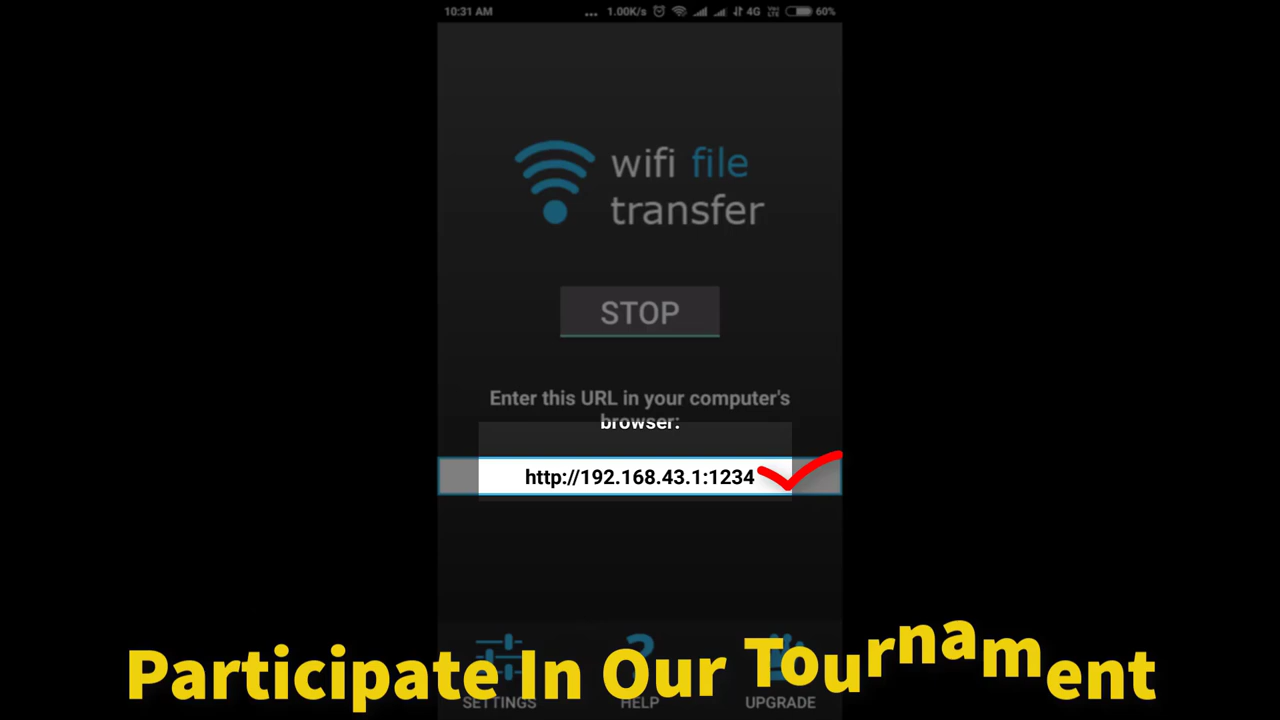 10:31 AM ... 1.00K/s 4G VoLTE 60%
wifi file
transfer
STOP
Enter this URL in your computer's
browser:
http://192.168.43.1:1234
Participate In Our Tournament
SETTINGS HELP UPGRADE